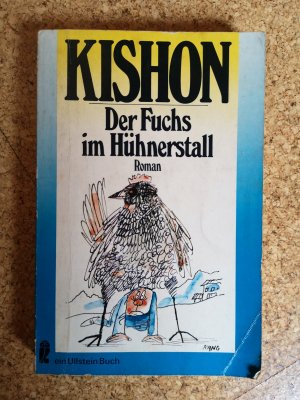 KISHON
Der Fuchs
im Hühnerstall
Roman
ein Ullstein Buch